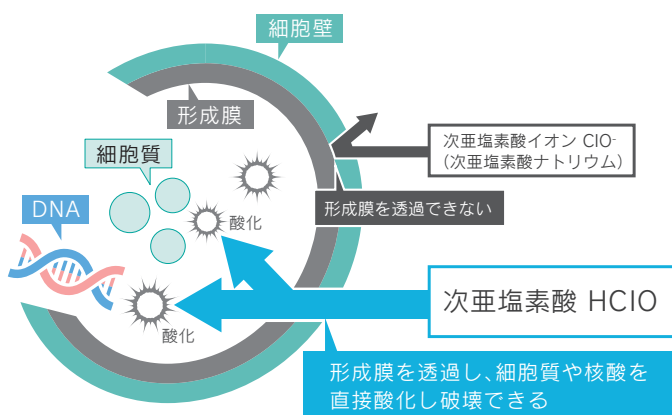 細胞壁
形成膜
細胞質
DNA
酸化
酸化
次亜塩素酸イオン ClO-
（次亜塩素酸ナトリウム）
形成膜を透過できない
次亜塩素酸 HClO
形成膜を透過し、細胞質や核酸を
直接酸化し破壊できる